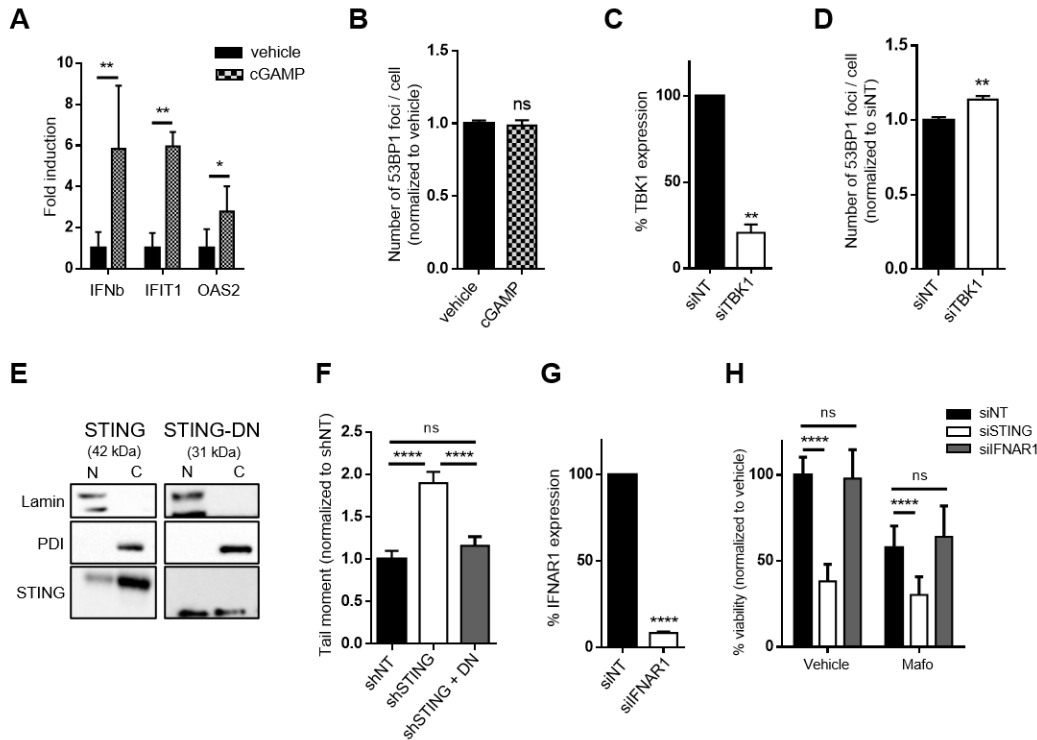 A
Fold induction
10
8
6
4
2
0
**
**
*
vehicle
cGAMP
IFNb IFIT1 OAS2
B
Number of 53BP1 foci / cell
(normalized to vehicle)
1.5
1.0
0.5
0.0
ns
vehicle
cGAMP
C
% TBK1 expression
100
50
0
**
siNT
siTBK1
D
Number of 53BP1 foci / cell
(normalized to siNT)
1.5
1.0
0.5
0.0
**
siNT
siTBK1
E
STING STING-DN
(42 kDa) (31 kDa)
N C N C
Lamin
PDI
STING
F
Tail moment (normalized to shNT)
2.5
2.0
1.5
1.0
0.5
0.0
ns
**** ****
shNT
shSTING
shSTING + DN
G
% IFNAR1 expression
100
50
0
****
siNT
siIFNAR1
H
% viability (normalized to vehicle)
100
50
0
ns
****
ns
****
siNT
siSTING
siIFNAR1
Vehicle Mafo